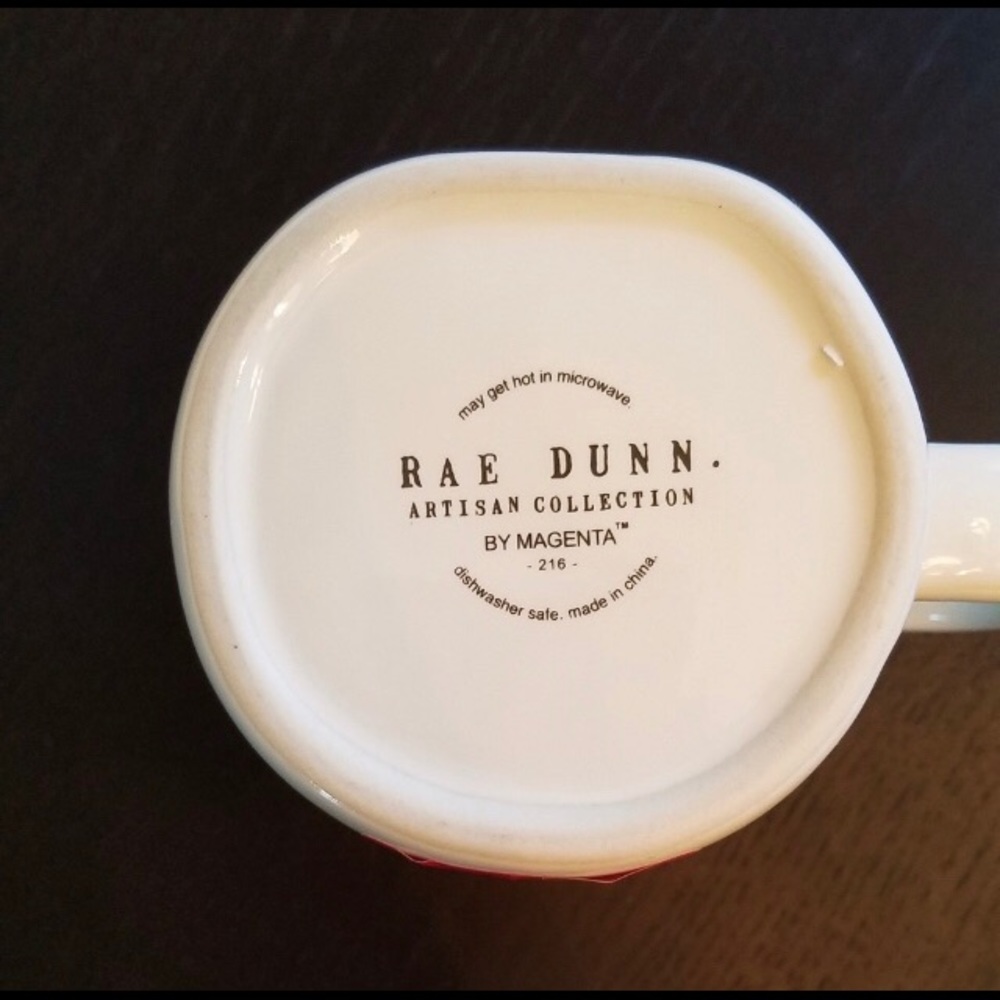 may get hot in microwave.
RAE DUNN.
ARTISAN COLLECTION
BY MAGENTA™
- 216 -
dishwasher safe. made in china.